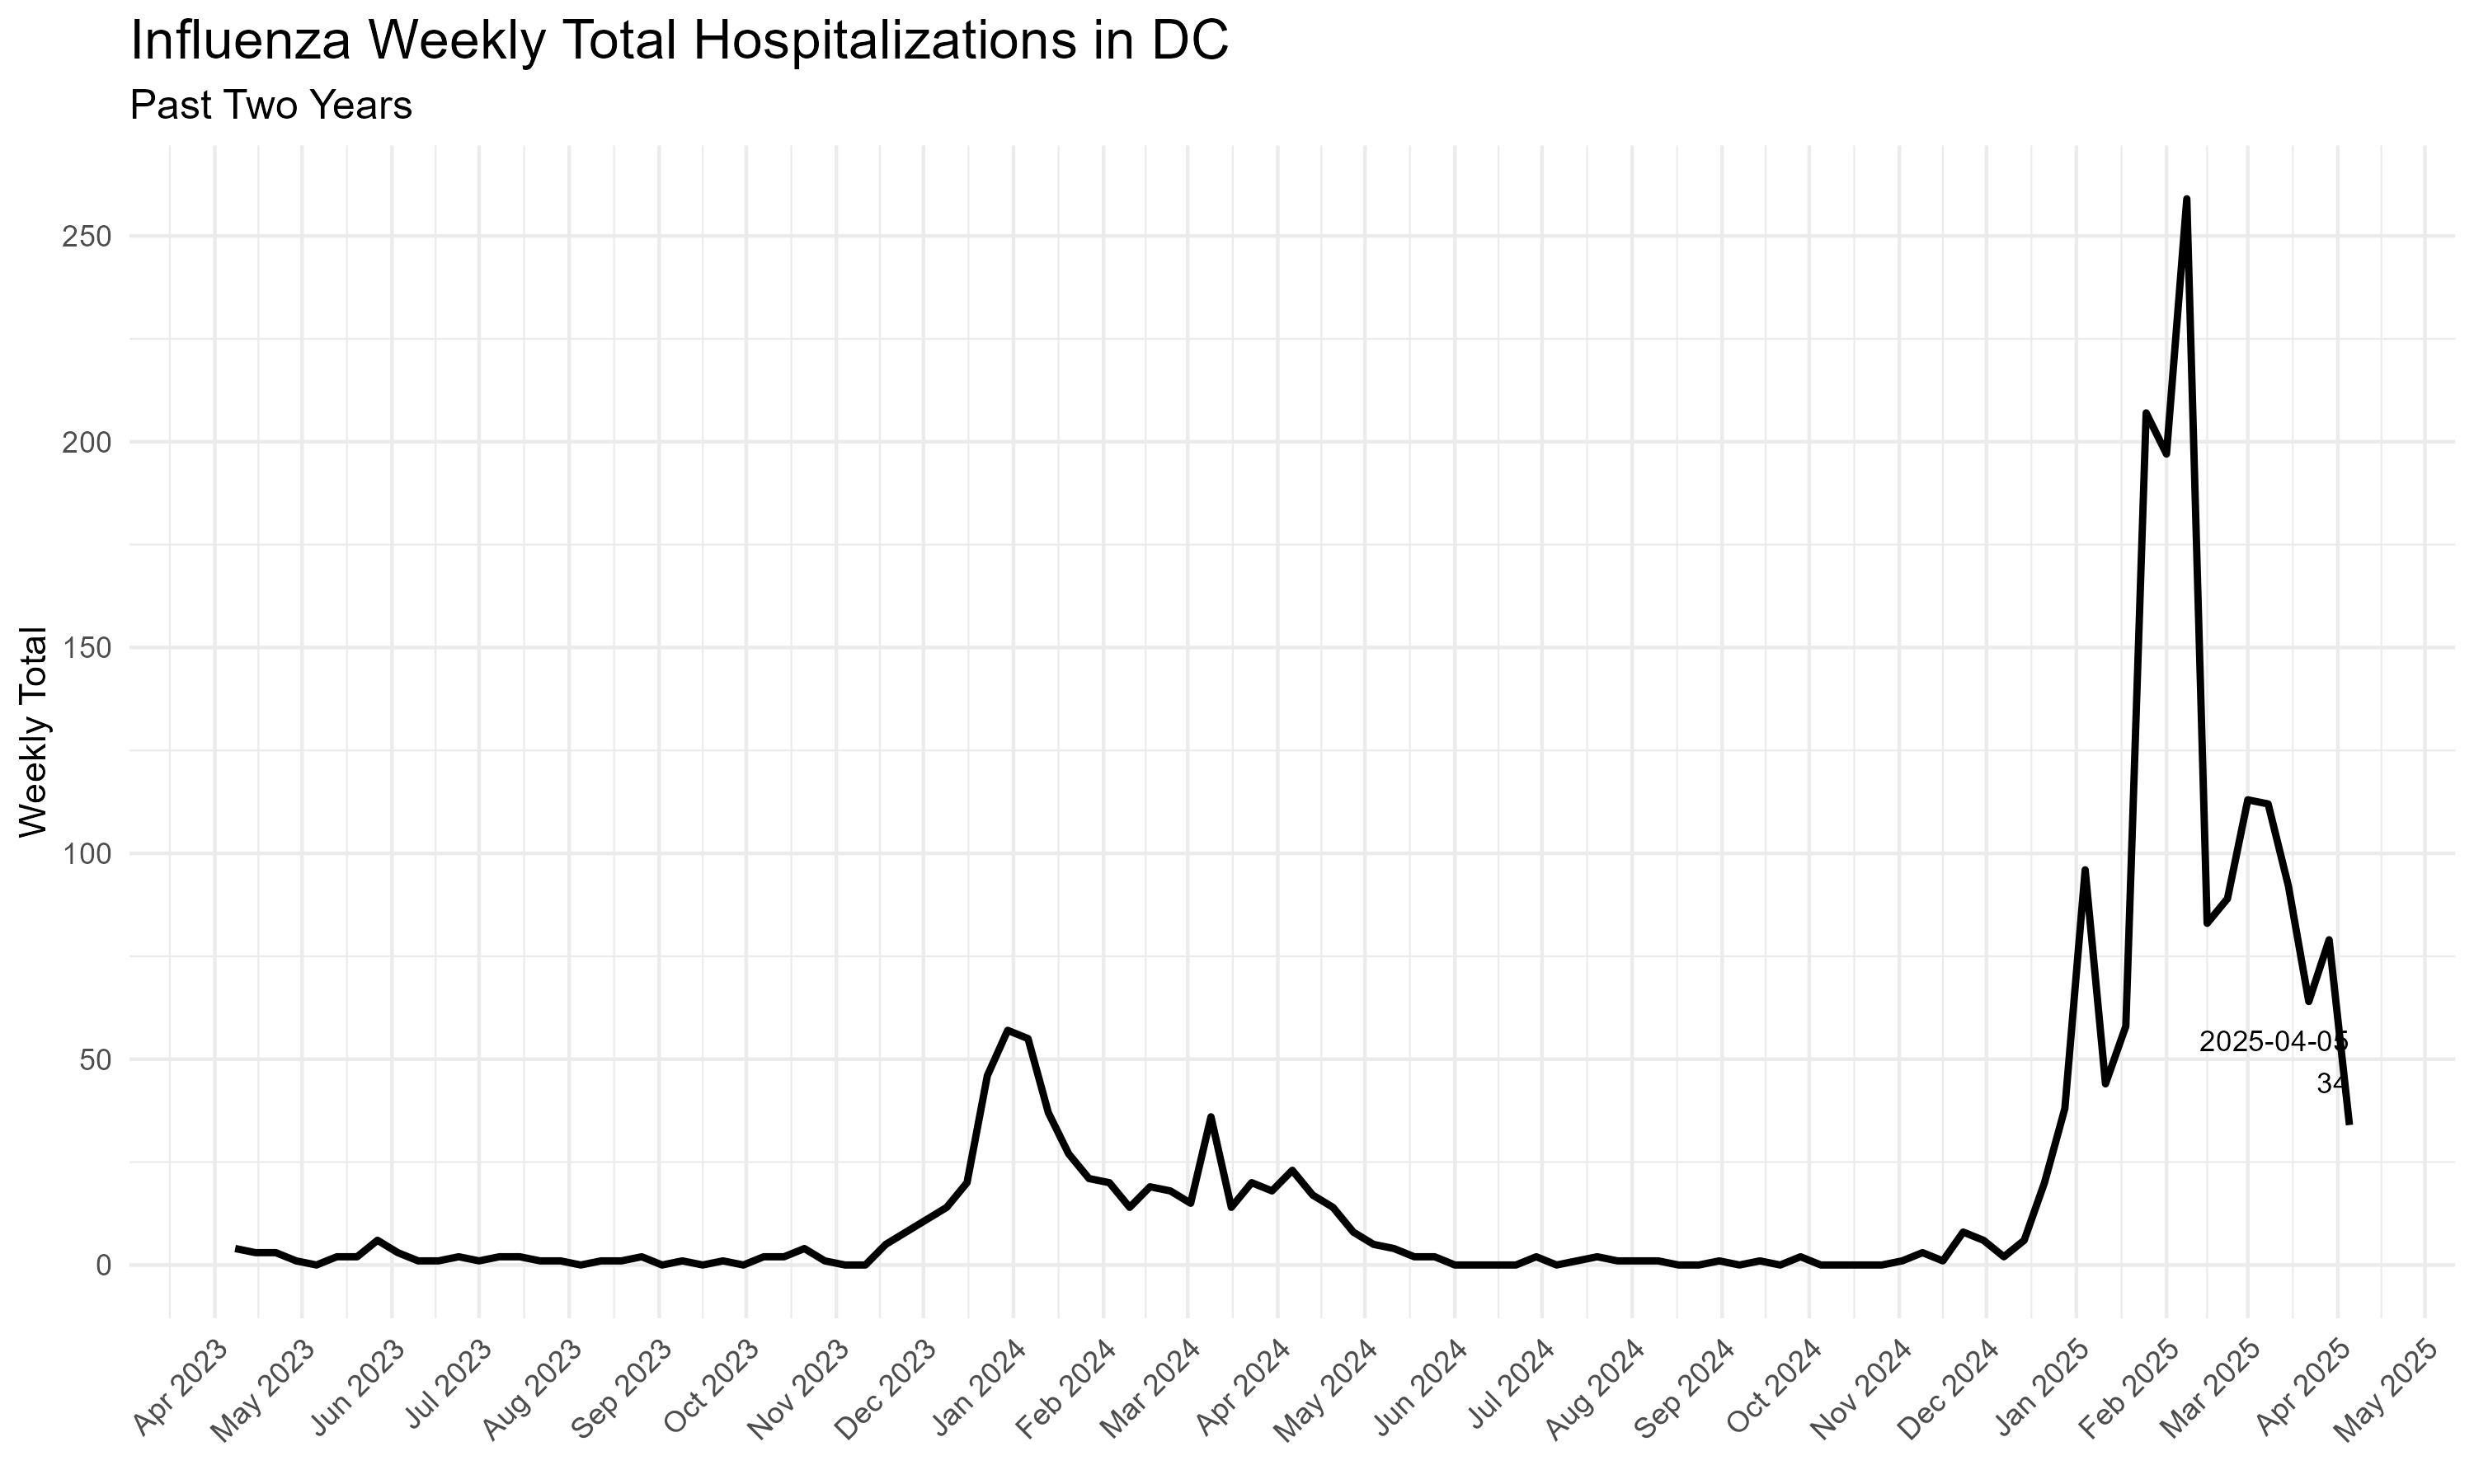 Influenza Weekly Total Hospitalizations in DC
Past Two Years
Weekly Total
250
200
150
100
50
0
2025-04-05
34
Apr 2023
May 2023
Jun 2023
Jul 2023
Aug 2023
Sep 2023
Oct 2023
Nov 2023
Dec 2023
Jan 2024
Feb 2024
Mar 2024
Apr 2024
May 2024
Jun 2024
Jul 2024
Aug 2024
Sep 2024
Oct 2024
Nov 2024
Dec 2024
Jan 2025
Feb 2025
Mar 2025
Apr 2025
May 2025